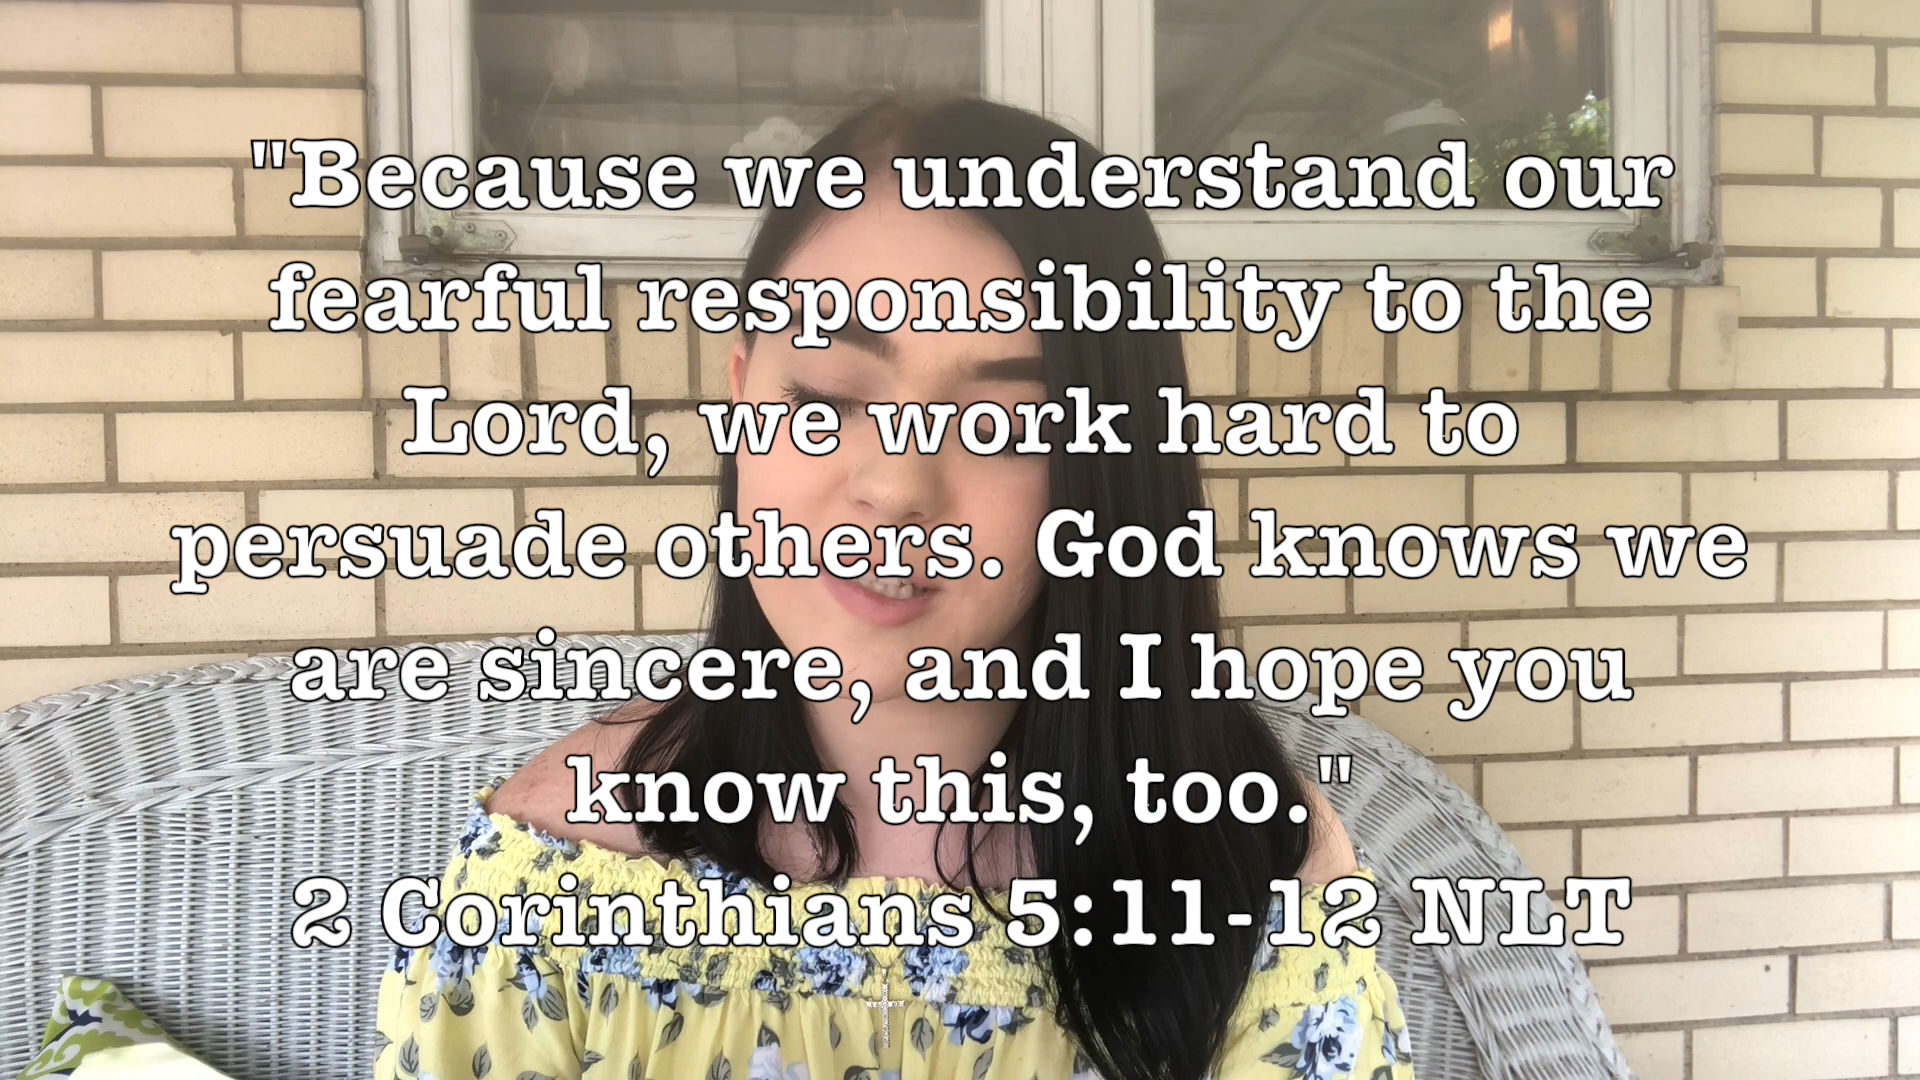 "Because we understand our
fearful responsibility to the
Lord, we work hard to
persuade others. God knows we
are sincere, and I hope you
know this, too."
2 Corinthians 5:11-12 NLT